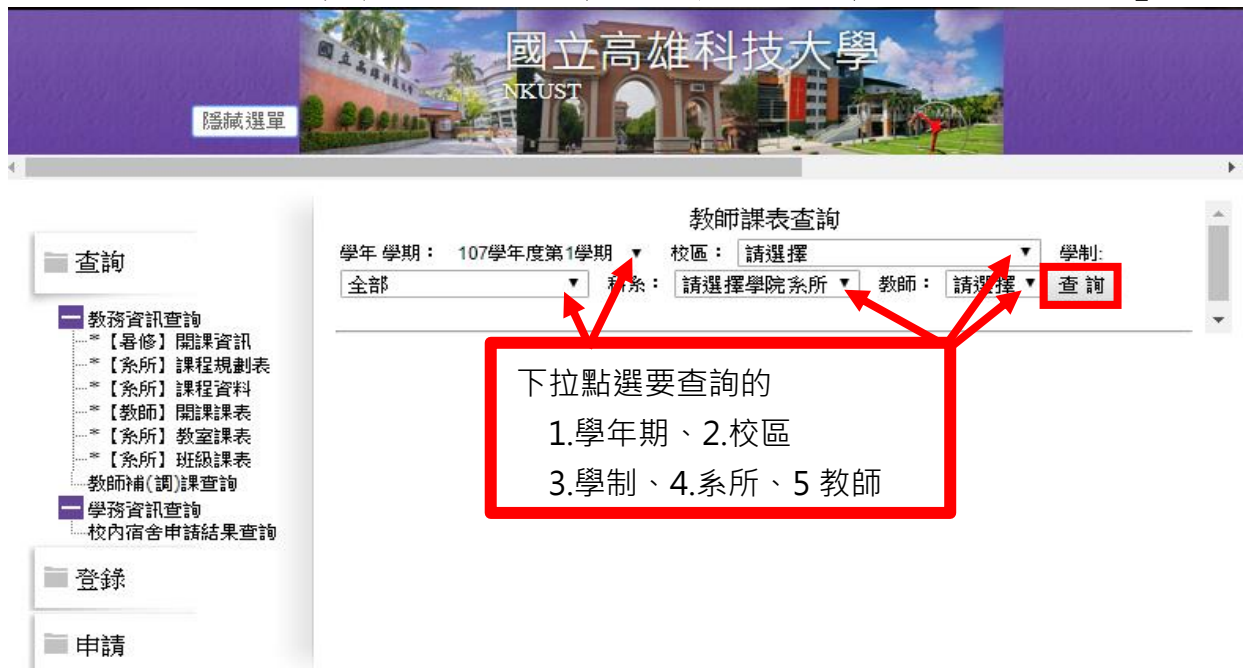 國立高雄科技大學
NKUST
隱藏選單
教師課表查詢
學年 學期： 107學年度第1學期 校區： 請選擇 學制:
全部 科系： 請選擇學院系所 教師： 請選擇 查 詢
查詢
教務資訊查詢
*【暑修】開課資訊
*【系所】課程規劃表
*【系所】課程資料
*【教師】開課課表
*【系所】教室課表
*【系所】班級課表
教師補(調)課查詢
學務資訊查詢
校內宿舍申請結果查詢
登錄
申請
下拉點選要查詢的
1.學年期、2.校區
3.學制、4.系所、5 教師